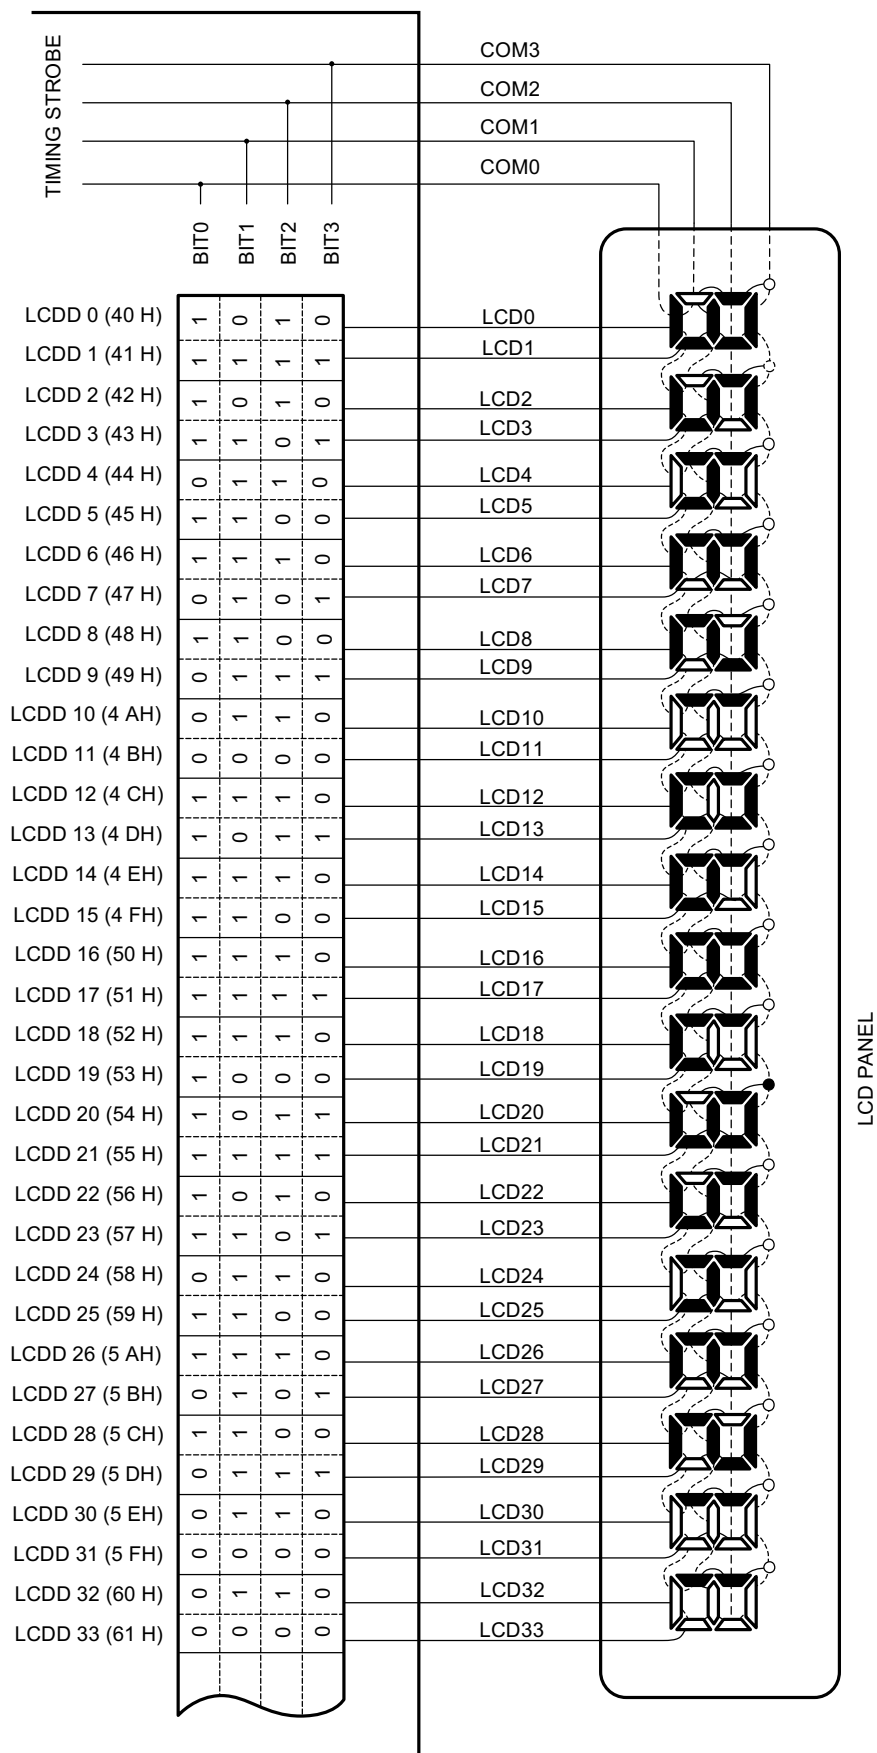 TIMING STROBE
COM3
COM2
COM1
COM0
BIT0 BIT1 BIT2 BIT3
LCDD 0 (40 H) 1 0 1 0 LCD0
LCDD 1 (41 H) 1 1 1 1 LCD1
LCDD 2 (42 H) 1 0 1 0 LCD2
LCDD 3 (43 H) 1 1 0 1 LCD3
LCDD 4 (44 H) 0 1 1 0 LCD4
LCDD 5 (45 H) 1 1 0 0 LCD5
LCDD 6 (46 H) 1 1 1 0 LCD6
LCDD 7 (47 H) 0 1 0 1 LCD7
LCDD 8 (48 H) 1 1 0 0 LCD8
LCDD 9 (49 H) 0 1 1 1 LCD9
LCDD 10 (4 AH) 0 1 1 0 LCD10
LCDD 11 (4 BH) 0 0 0 0 LCD11
LCDD 12 (4 CH) 1 1 1 0 LCD12
LCDD 13 (4 DH) 1 0 1 1 LCD13
LCDD 14 (4 EH) 1 1 1 0 LCD14
LCDD 15 (4 FH) 1 1 0 0 LCD15
LCDD 16 (50 H) 1 1 1 0 LCD16
LCDD 17 (51 H) 1 1 1 1 LCD17
LCDD 18 (52 H) 1 1 1 0 LCD18
LCDD 19 (53 H) 1 0 0 0 LCD19
LCDD 20 (54 H) 1 0 1 1 LCD20
LCDD 21 (55 H) 1 1 1 1 LCD21
LCDD 22 (56 H) 1 0 1 0 LCD22
LCDD 23 (57 H) 1 1 0 1 LCD23
LCDD 24 (58 H) 0 1 1 0 LCD24
LCDD 25 (59 H) 1 1 0 0 LCD25
LCDD 26 (5 AH) 1 1 1 0 LCD26
LCDD 27 (5 BH) 0 1 0 1 LCD27
LCDD 28 (5 CH) 1 1 0 0 LCD28
LCDD 29 (5 DH) 0 1 1 1 LCD29
LCDD 30 (5 EH) 0 1 1 0 LCD30
LCDD 31 (5 FH) 0 0 0 0 LCD31
LCDD 32 (60 H) 0 1 1 0 LCD32
LCDD 33 (61 H) 0 0 0 0 LCD33
LCD PANEL